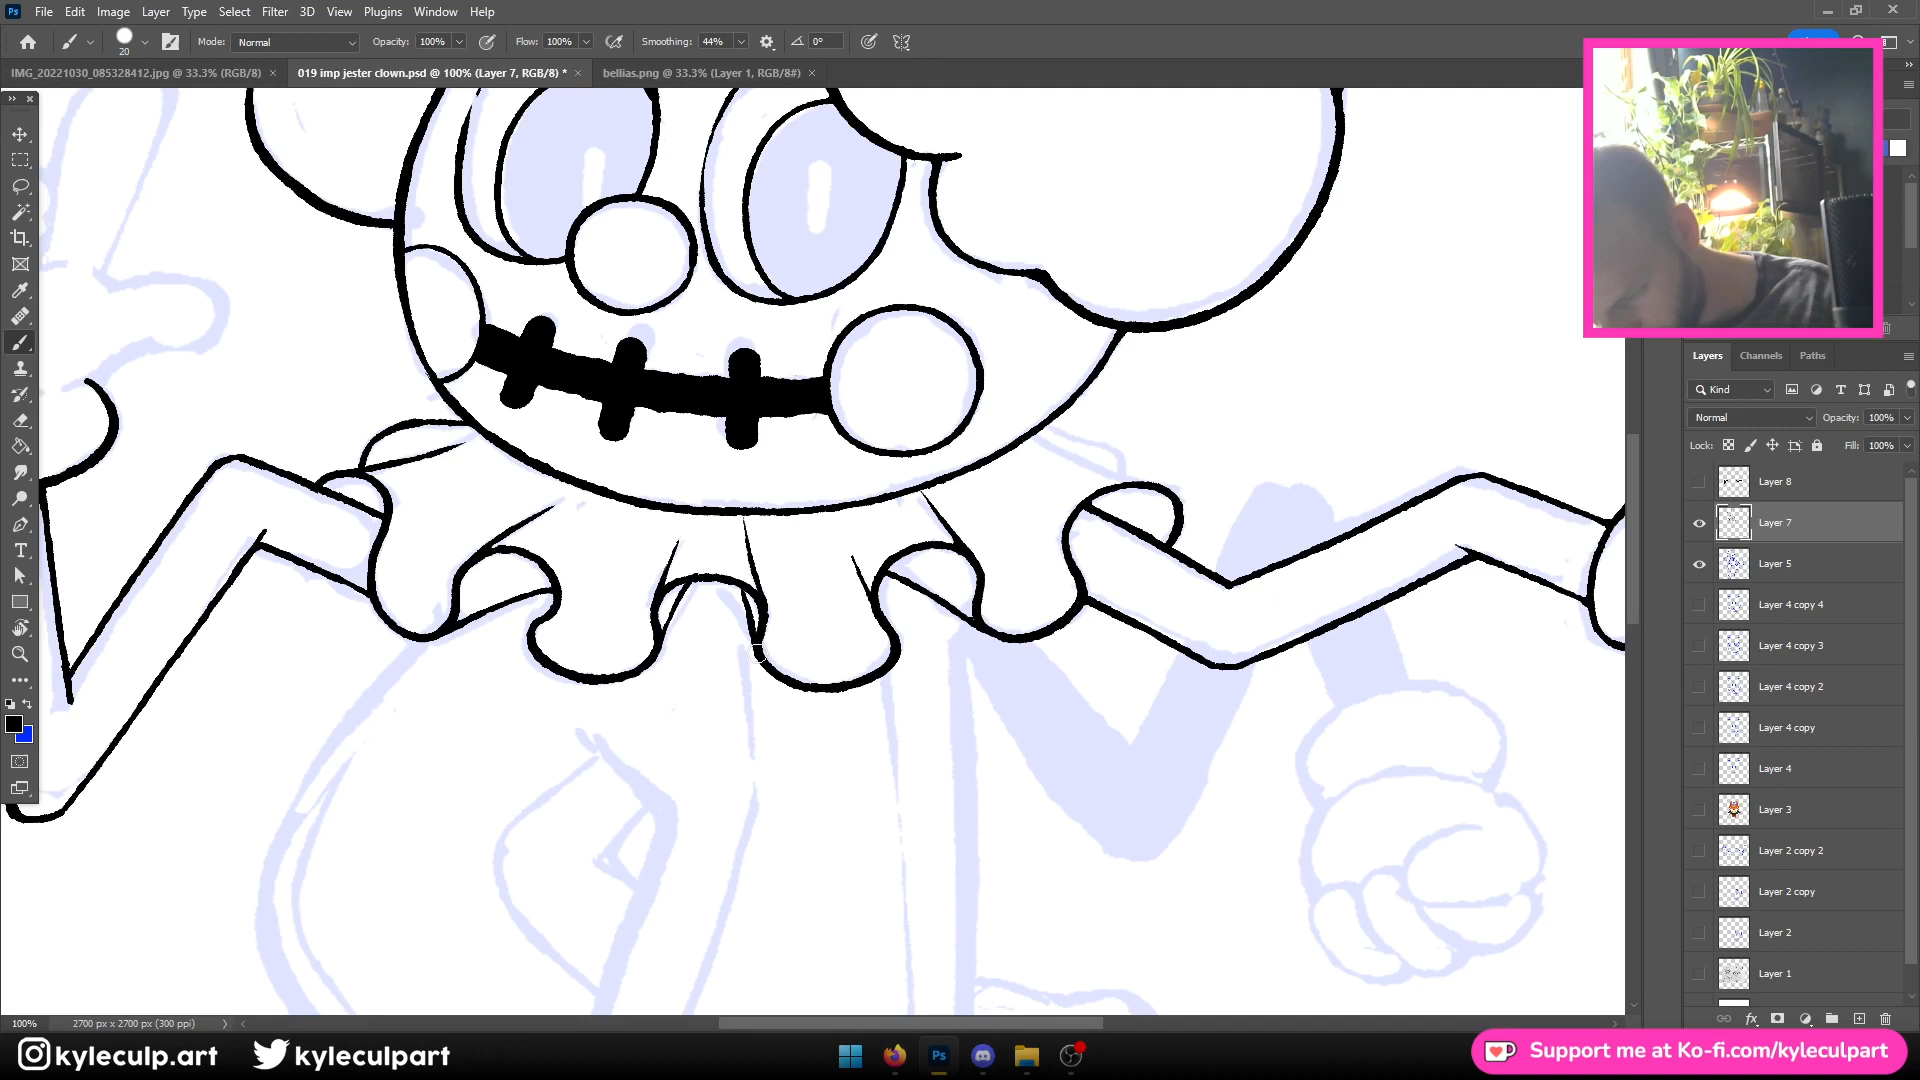 Ps File Edit Image Layer Type Select Filter 3D View Plugins Window Help
20 Mode: Normal Opacity: 100% Flow: 100% Smoothing: 44% 0°
IMG_20221030_085328412.jpg @ 33.3% (RGB/8) × 019 imp jester clown.psd @ 100% (Layer 7, RGB/8) * × bellias.png @ 33.3% (Layer 1, RGB/8#) ×
Layers Channels Paths
Kind
Normal Opacity: 100%
Lock: Fill: 100%
Layer 8
Layer 7
Layer 5
Layer 4 copy 4
Layer 4 copy 3
Layer 4 copy 2
Layer 4 copy
Layer 4
Layer 3
Layer 2 copy 2
Layer 2 copy
Layer 2
Layer 1
100% 2700 px x 2700 px (300 ppi)
kyleculp.art kyleculpart Ps Support me at Ko-fi.com/kyleculpart